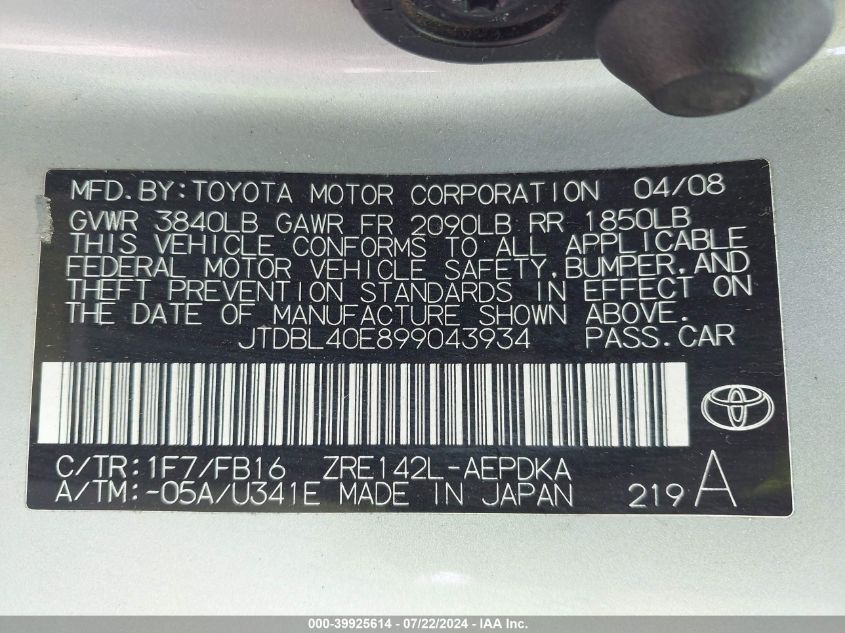 MFD.BY:TOYOTA MOTOR CORPORATION 04/08
GVWR 3840LB GAWR FR 2090LB RR 1850LB
THIS VEHICLE CONFORMS TO ALL APPLICABLE
FEDERAL MOTOR VEHICLE SAFETY,BUMPER,AND
THEFT PREVENTION STANDARDS IN EFFECT ON
THE DATE OF MANUFACTURE SHOWN ABOVE.
JTDBL40E899043934 PASS.CAR
C/TR:1F7/FB16 ZRE142L-AEPDKA
A/TM:-05A/U341E MADE IN JAPAN 219 A
000-39925614 - 07/22/2024 - IAA Inc.